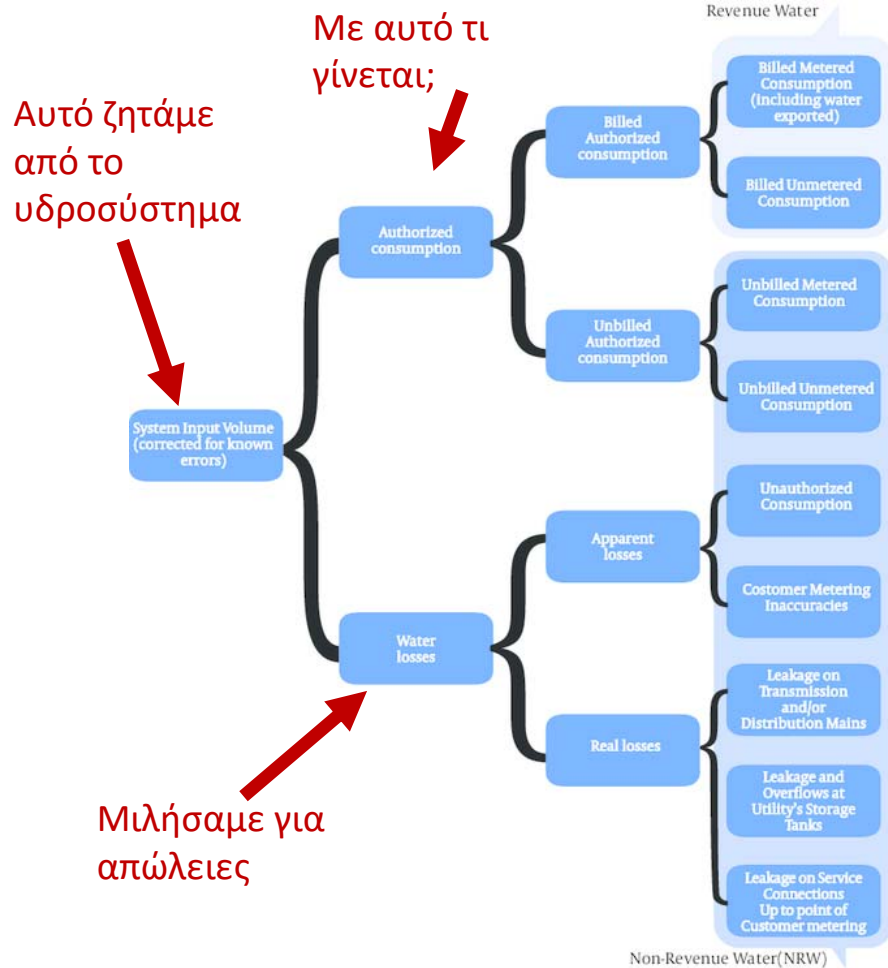 Revenue Water
Με αυτό τι
γίνεται;
Αυτό ζητάμε
από το
υδροσύστημα
Billed Metered
Consumption
(including water
exported)
Billed
Authorized
consumption
Billed Unmetered
Consumption
Authorized
consumption
Unbilled Metered
Consumption
Unbilled
Authorized
consumption
Unbilled Unmetered
Consumption
System Input Volume
(corrected for known
errors)
Unauthorized
Consumption
Apparent
losses
Costomer Metering
Inaccuracies
Water
losses
Leakage on
Transmission
and/or
Distribution Mains
Real losses
Leakage and
Overflows at
Utility's Storage
Tanks
Μιλήσαμε για
απώλειες
Leakage on Service
Connections
Up to point of
Customer metering
Non-Revenue Water(NRW)